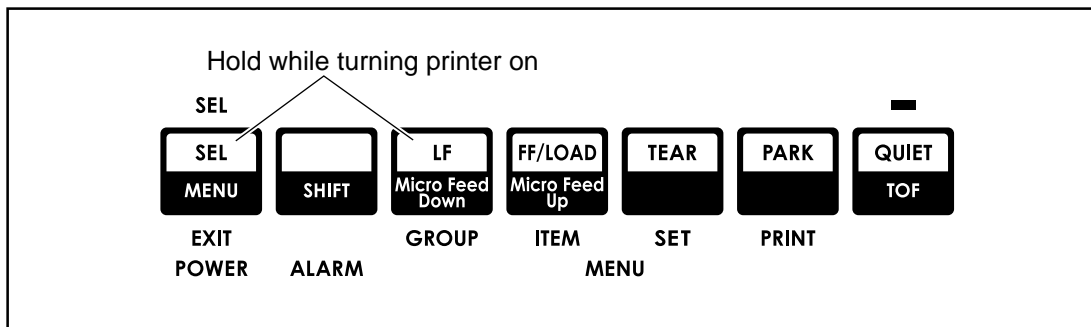 Hold while turning printer on
SEL
SEL LF FF/LOAD TEAR PARK QUIET
MENU SHIFT Micro Feed Down Micro Feed Up TOF
EXIT GROUP ITEM SET PRINT
POWER ALARM MENU